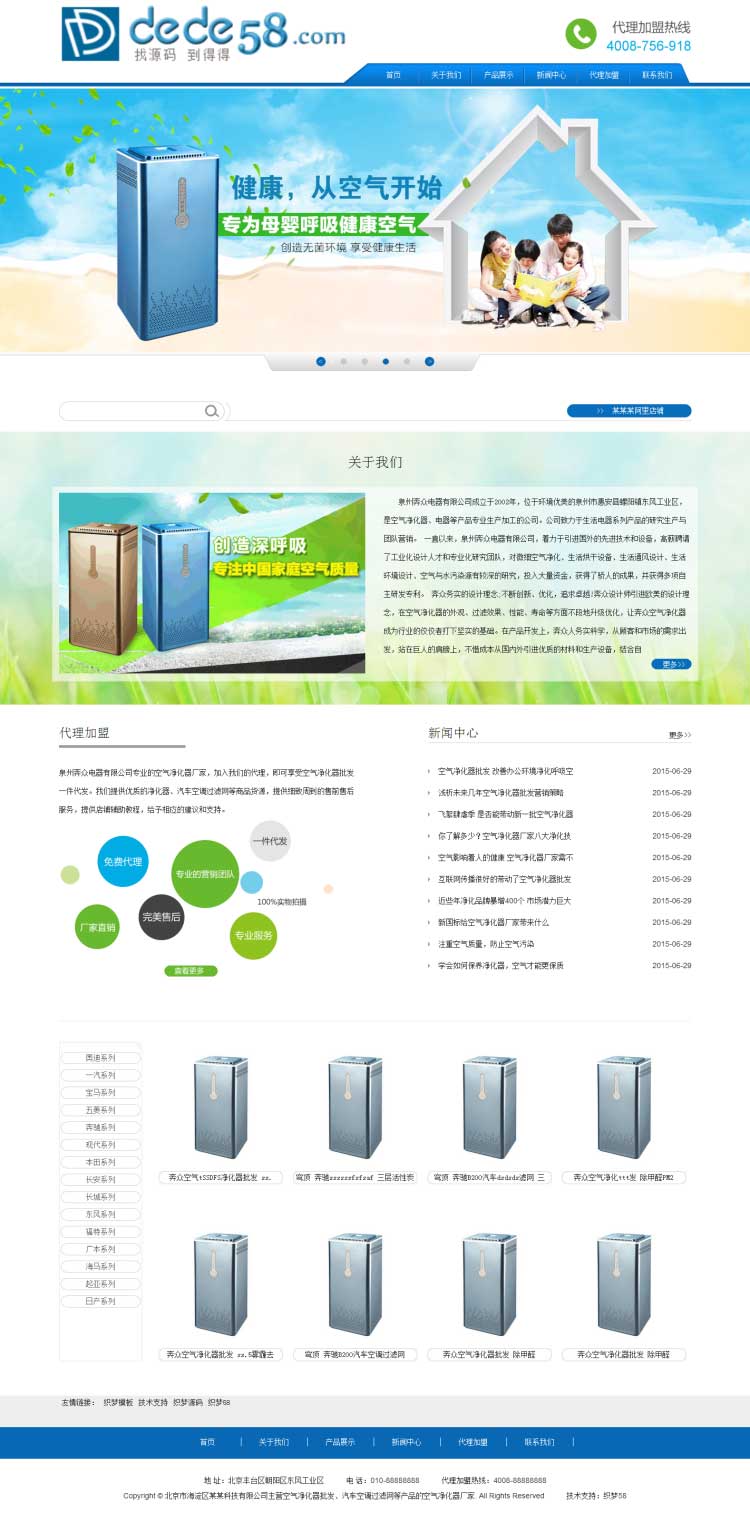 dede58.com
找源码 到得得
代理加盟热线
4008-756-918
首页 关于我们 产品展示 新闻中心 代理加盟 联系我们
健康，从空气开始
专为母婴呼吸健康空气
创造无菌环境 享受健康生活
>> 某某某阿里店铺
关于我们
创造深呼吸
专注中国家庭空气质量
泉州弄众电器有限公司成立于2002年，位于环境优美的泉州市惠安县螺阳镇东风工业区，
是空气净化器、电器等产品专业生产加工的公司。公司致力于生活电器系列产品的研究生产与
团队营销。 一直以来，泉州弄众电器有限公司，着力于引进国外的先进技术和设备，高薪聘请
了工业化设计人才和专业化研究团队，对微细空气净化、生活烘干设备、生活通风设计、生活
环境设计、空气与水污染源有较深的研究，投入大量资金，获得了骄人的成果，并获得多项自
主研发专利。 弄众务实的设计理念:不断创新、优化，追求卓越!弄众设计师引进欧美的设计理
念，在空气净化器的外观、过滤效果、性能、寿命等方面不段地升级优化，让弄众空气净化器
成为行业的佼佼者打下坚实的基础。在产品开发上，弄众人务实科学，从顾客和市场的需求出
发，站在巨人的肩膀上，不惜成本从国内外引进优质的材料和生产设备，结合自
更多>>
代理加盟
泉州弄众电器有限公司专业的空气净化器厂家，加入我们的代理，即可享受空气净化器批发
一件代发。我们提供优质的净化器、汽车空调过滤网等商品货源，提供细致周到的售前售后
服务，提供店铺辅助教程，给予相应的建议和支持。
一件代发
免费代理
专业的营销团队
100%实物拍摄
完美售后
厂家直销
专业服务
查看更多
新闻中心 更多>>
空气净化器批发 改善办公环境净化呼吸空 2015-06-29
浅析未来几年空气净化器批发营销策略 2015-06-29
飞絮肆虐季 是否能带动新一批空气净化器 2015-06-29
你了解多少？空气净化器厂家八大净化技 2015-06-29
空气影响着人的健康 空气净化器厂家需不 2015-06-29
互联网传播很好的带动了空气净化器批发 2015-06-29
近些年净化品牌暴增400个 市场潜力巨大 2015-06-29
新国标给空气净化器厂家带来什么 2015-06-29
注重空气质量，防止空气污染 2015-06-29
学会如何保养净化器，空气才能更保质 2015-06-29
奥迪系列
一汽系列
宝马系列
五菱系列
奔驰系列
现代系列
本田系列
长安系列
长城系列
东风系列
福特系列
广本系列
海马系列
起亚系列
日产系列
弄众空气tSSDFS净化器批发 zz.
穹顶 奔驰zzzzzzfsfzaf 三层活性炭
穹顶 奔驰B200汽车dsdsds滤网 三
弄众空气净化ttt发 除甲醛PM2
弄众空气净化器批发 zz.5雾霾去
穹顶 奔驰B200汽车空调过滤网
弄众空气净化器批发 除甲醛
弄众空气净化器批发 除甲醛
友情链接： 织梦模板 技术支持 织梦源码 织梦58
首页 | 关于我们 | 产品展示 | 新闻中心 | 代理加盟 | 联系我们 |
地 址：北京丰台区朝阳区东风工业区 电 话：010-88888888 代理加盟热线：4008-88888888
Copyright © 北京市海淀区某某科技有限公司主营空气净化器批发、汽车空调过滤网等产品的空气净化器厂家 All Rights Reserved 技术支持：织梦58